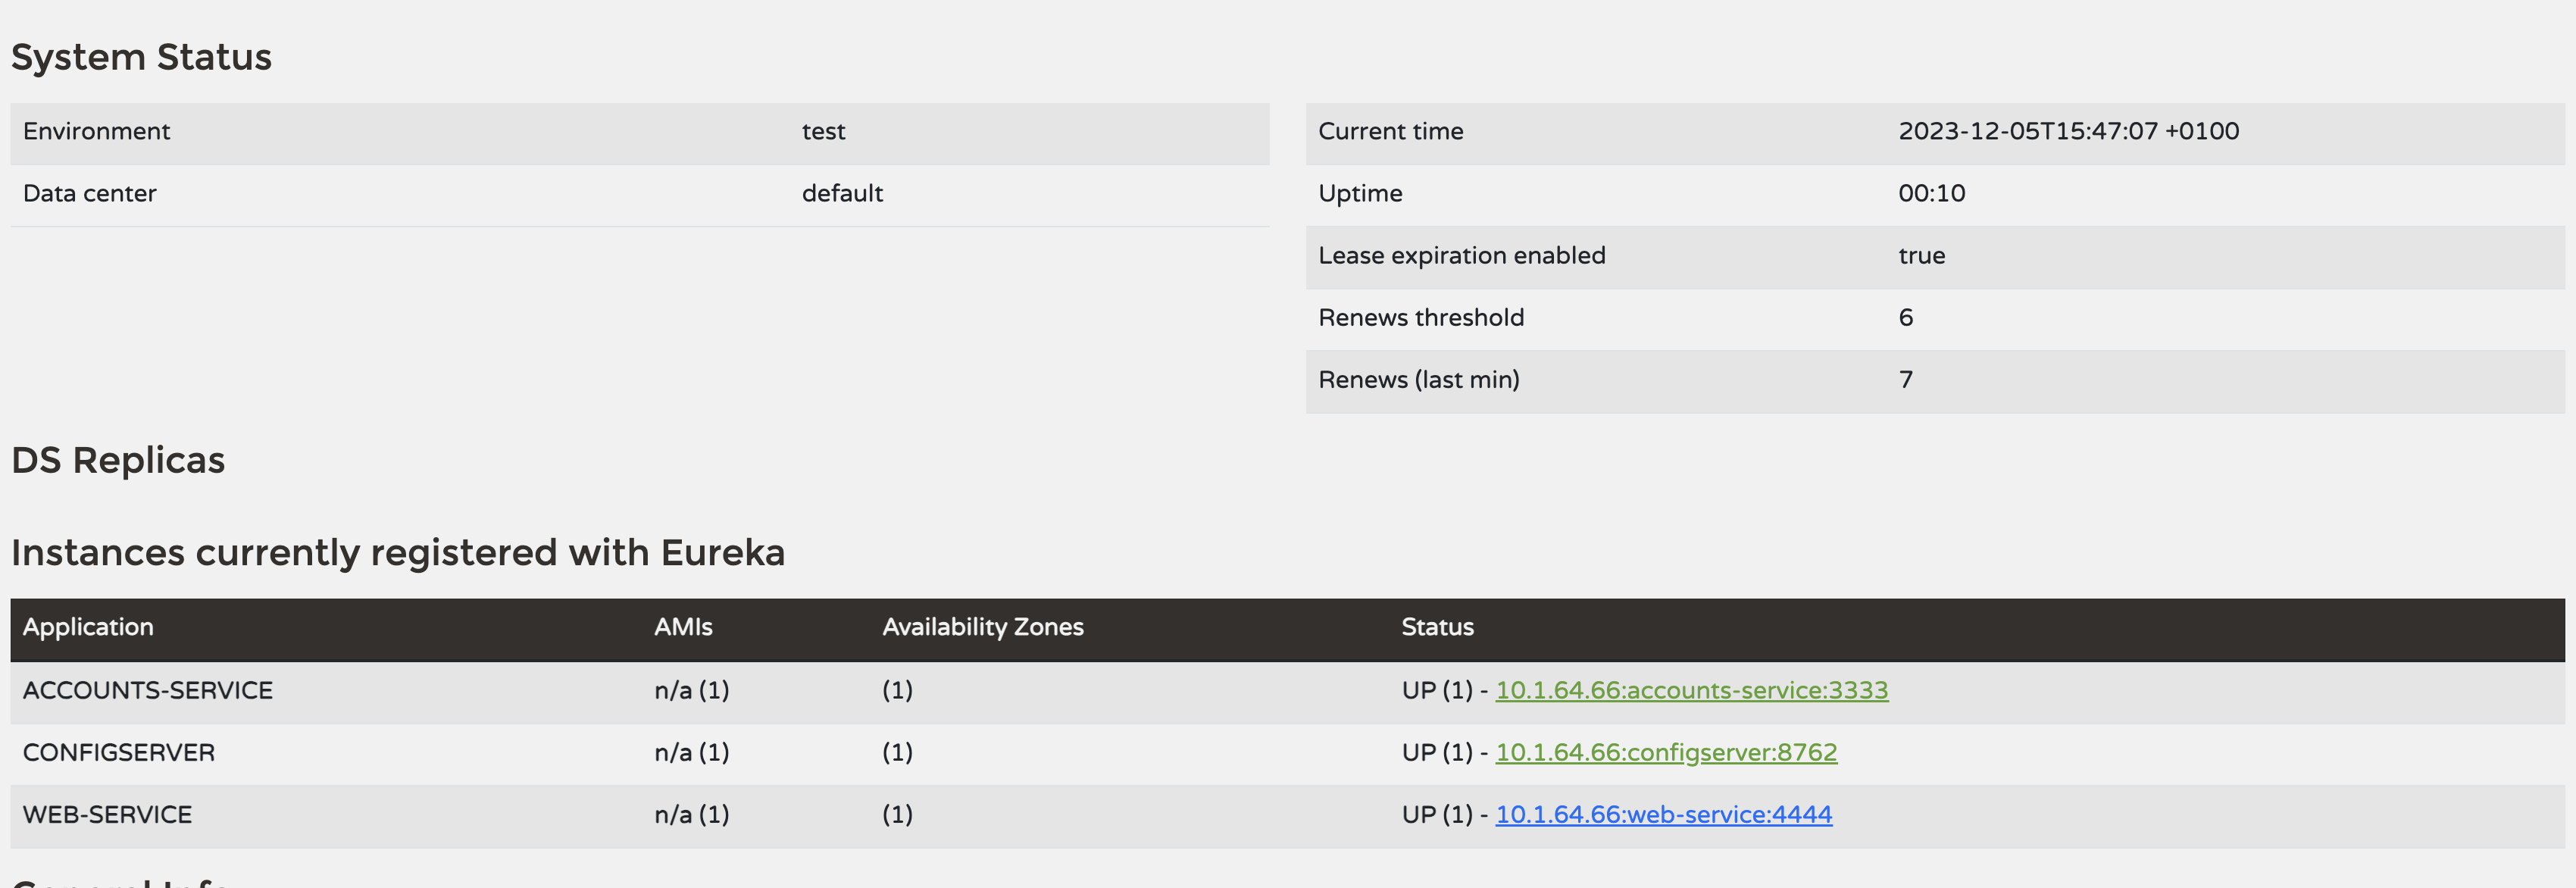 System Status
Environment test
Data center default
Current time 2023-12-05T15:47:07 +0100
Uptime 00:10
Lease expiration enabled true
Renews threshold 6
Renews (last min) 7
DS Replicas
Instances currently registered with Eureka
Application AMIs Availability Zones Status
ACCOUNTS-SERVICE n/a (1) (1) UP (1) - 10.1.64.66:accounts-service:3333
CONFIGSERVER n/a (1) (1) UP (1) - 10.1.64.66:configserver:8762
WEB-SERVICE n/a (1) (1) UP (1) - 10.1.64.66:web-service:4444
General Info